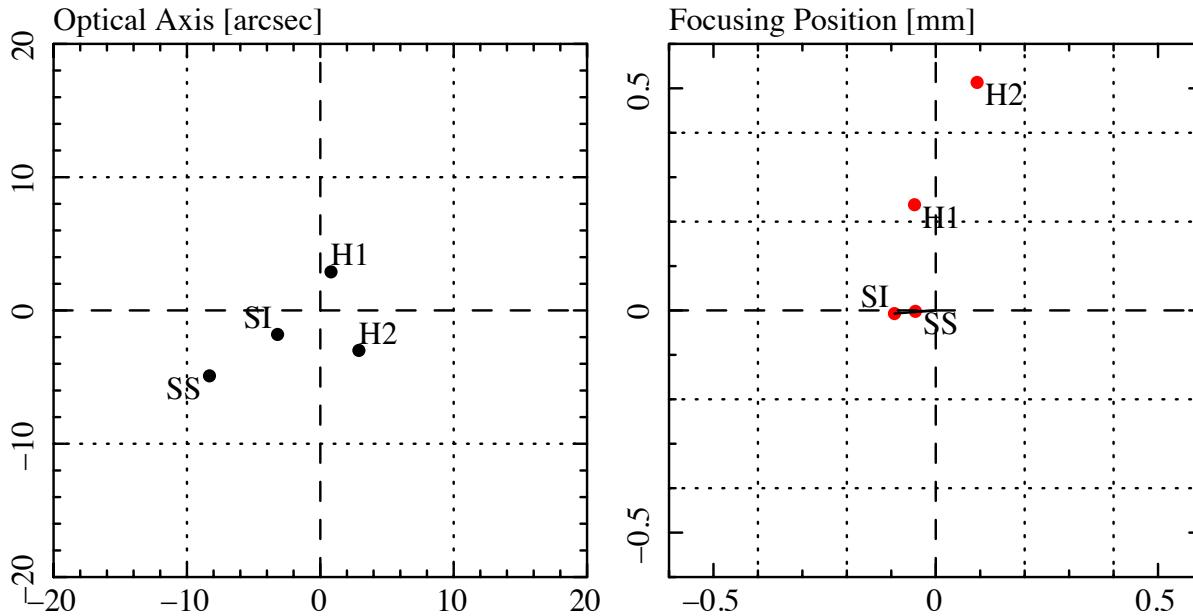 Optical Axis [arcsec]
20
10
0
−10
−20
H1
SI
H2
SS
−20 −10 0 10 20
Focusing Position [mm]
0.5
0
−0.5
H2
H1
SI
SS
−0.5 0 0.5